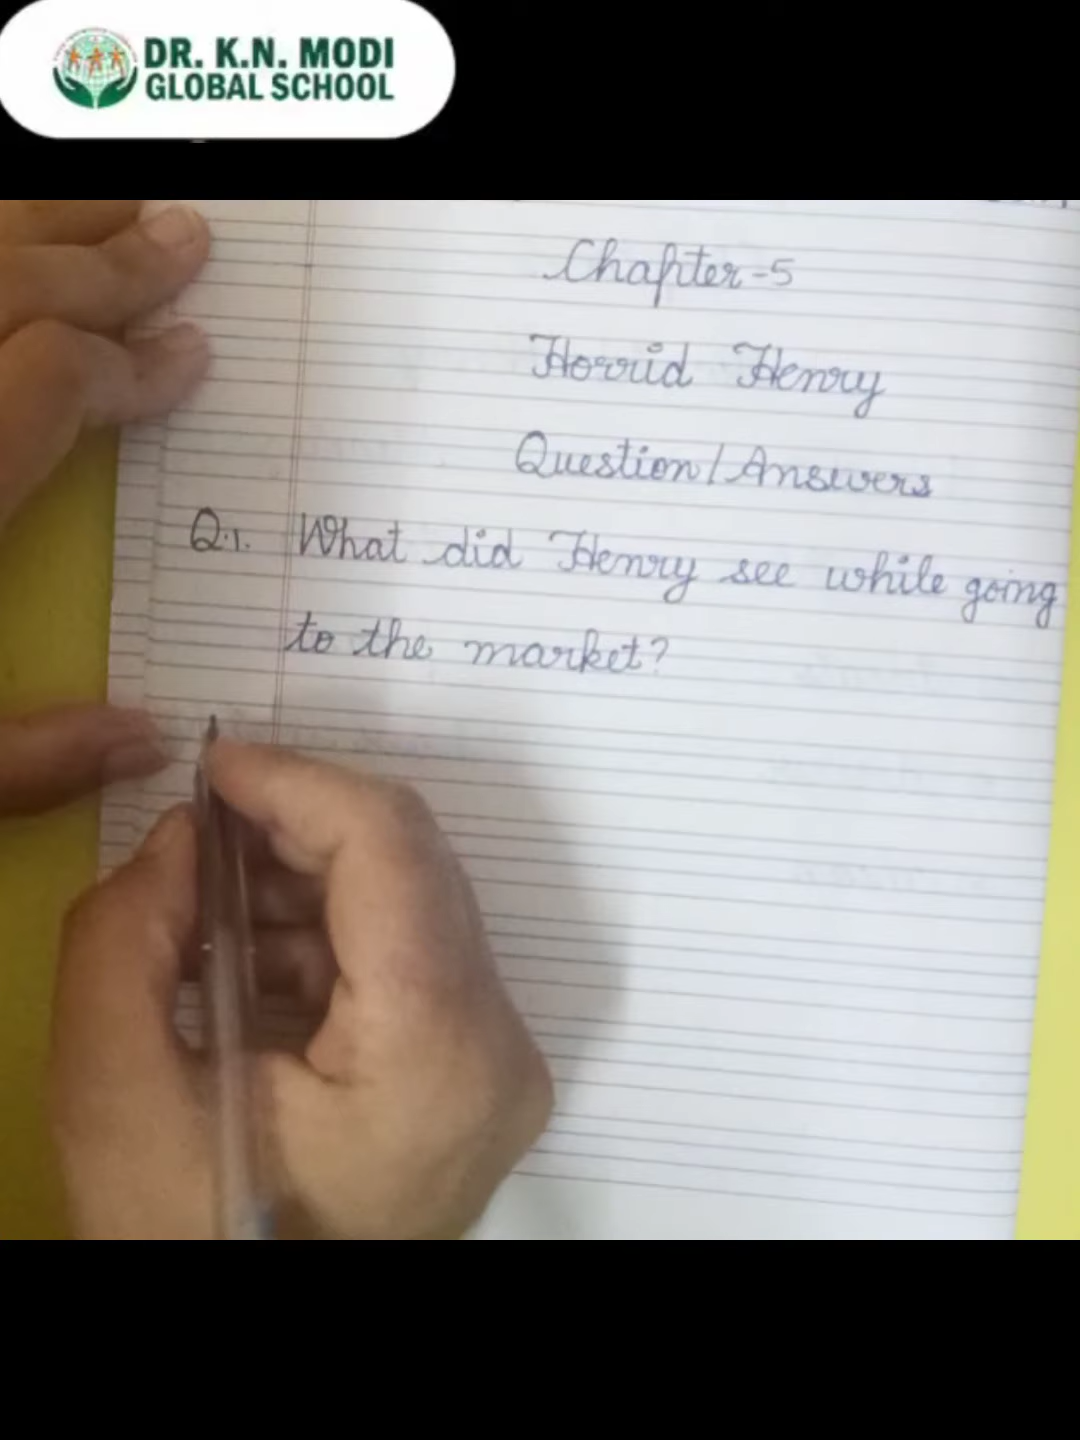 DR. K.N. MODI
GLOBAL SCHOOL
Chapter-5
Horrid Henry
Question/Answers
Q.1. What did Henry see while going
to the market?